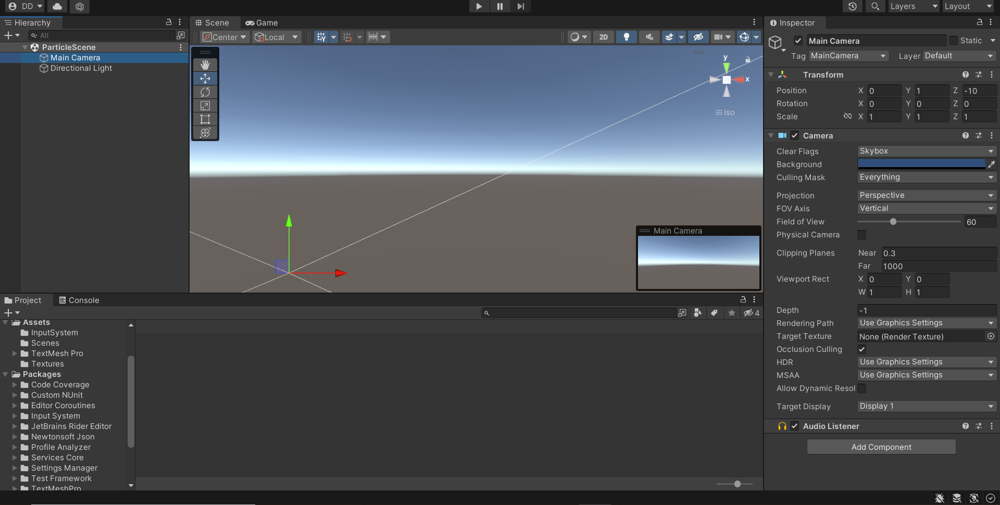 DD
Layers
Layout
Hierarchy
Scene
Game
Inspector
All
Center
Local
2D
Main Camera
Static
Tag
MainCamera
Layer
Default
ParticleScene
Main Camera
Directional Light
y
x
Iso
Transform
Position X 0 Y 1 Z -10
Rotation X 0 Y 0 Z 0
Scale X 1 Y 1 Z 1
Camera
Clear Flags Skybox
Background
Culling Mask Everything
Projection Perspective
FOV Axis Vertical
Field of View 60
Physical Camera
Clipping Planes Near 0.3
Far 1000
Viewport Rect X 0 Y 0
W 1 H 1
Depth -1
Rendering Path Use Graphics Settings
Target Texture None (Render Texture)
Occlusion Culling
HDR Use Graphics Settings
MSAA Use Graphics Settings
Allow Dynamic Resol
Target Display Display 1
Audio Listener
Add Component
Main Camera
Project
Console
4
Assets
InputSystem
Scenes
TextMesh Pro
Textures
Packages
Code Coverage
Custom NUnit
Editor Coroutines
Input System
JetBrains Rider Editor
Newtonsoft Json
Profile Analyzer
Services Core
Settings Manager
Test Framework
TextMeshPro